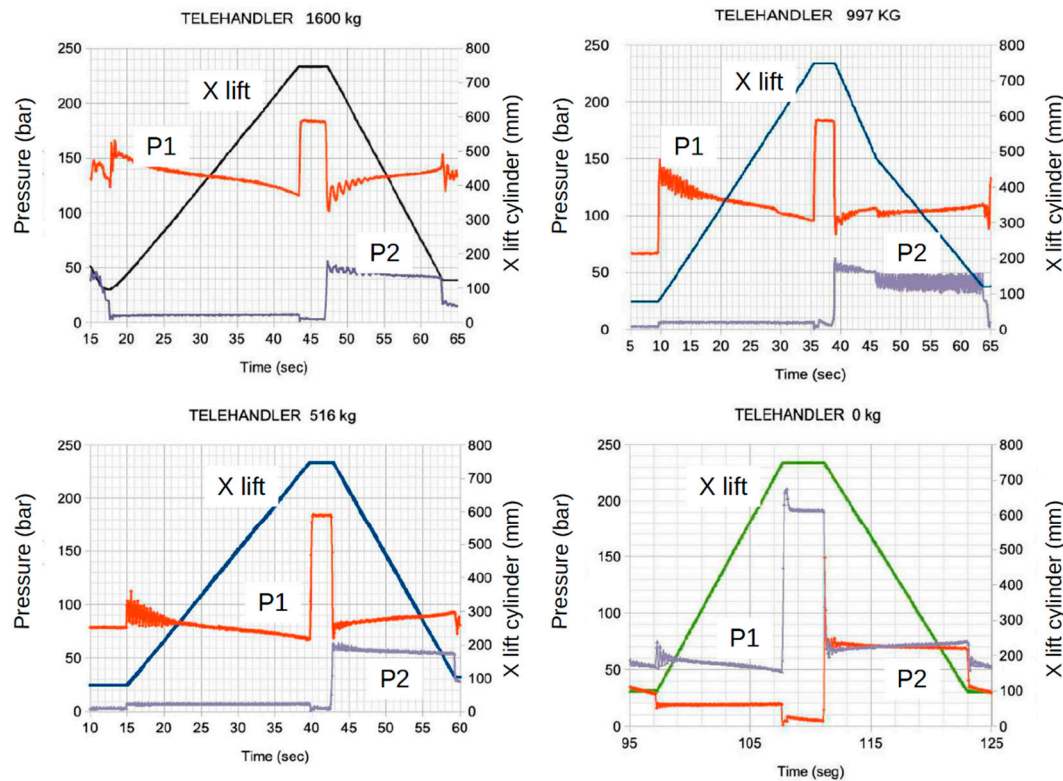 TELEHANDLER 1600 kg
Pressure (bar)
250
200
150
100
50
0
X lift
P1
P2
800
700
600
500
400
300
200
100
0
X lift cylinder (mm)
15 20 25 30 35 40 45 50 55 60 65
Time (sec)
TELEHANDLER 997 KG
Pressure (bar)
250
200
150
100
50
0
X lift
P1
P2
800
700
600
500
400
300
200
100
0
X lift cylinder (mm)
5 10 15 20 25 30 35 40 45 50 55 60 65
Time (sec)
TELEHANDLER 516 kg
Pressure (bar)
250
200
150
100
50
0
X lift
P1
P2
800
700
600
500
400
300
200
100
0
X lift cylinder (mm)
10 15 20 25 30 35 40 45 50 55 60
Time (sec)
TELEHANDLER 0 kg
Pressure (bar)
250
200
150
100
50
0
X lift
P1
P2
800
700
600
500
400
300
200
100
0
X lift cylinder (mm)
95 105 115 125
Time (seg)